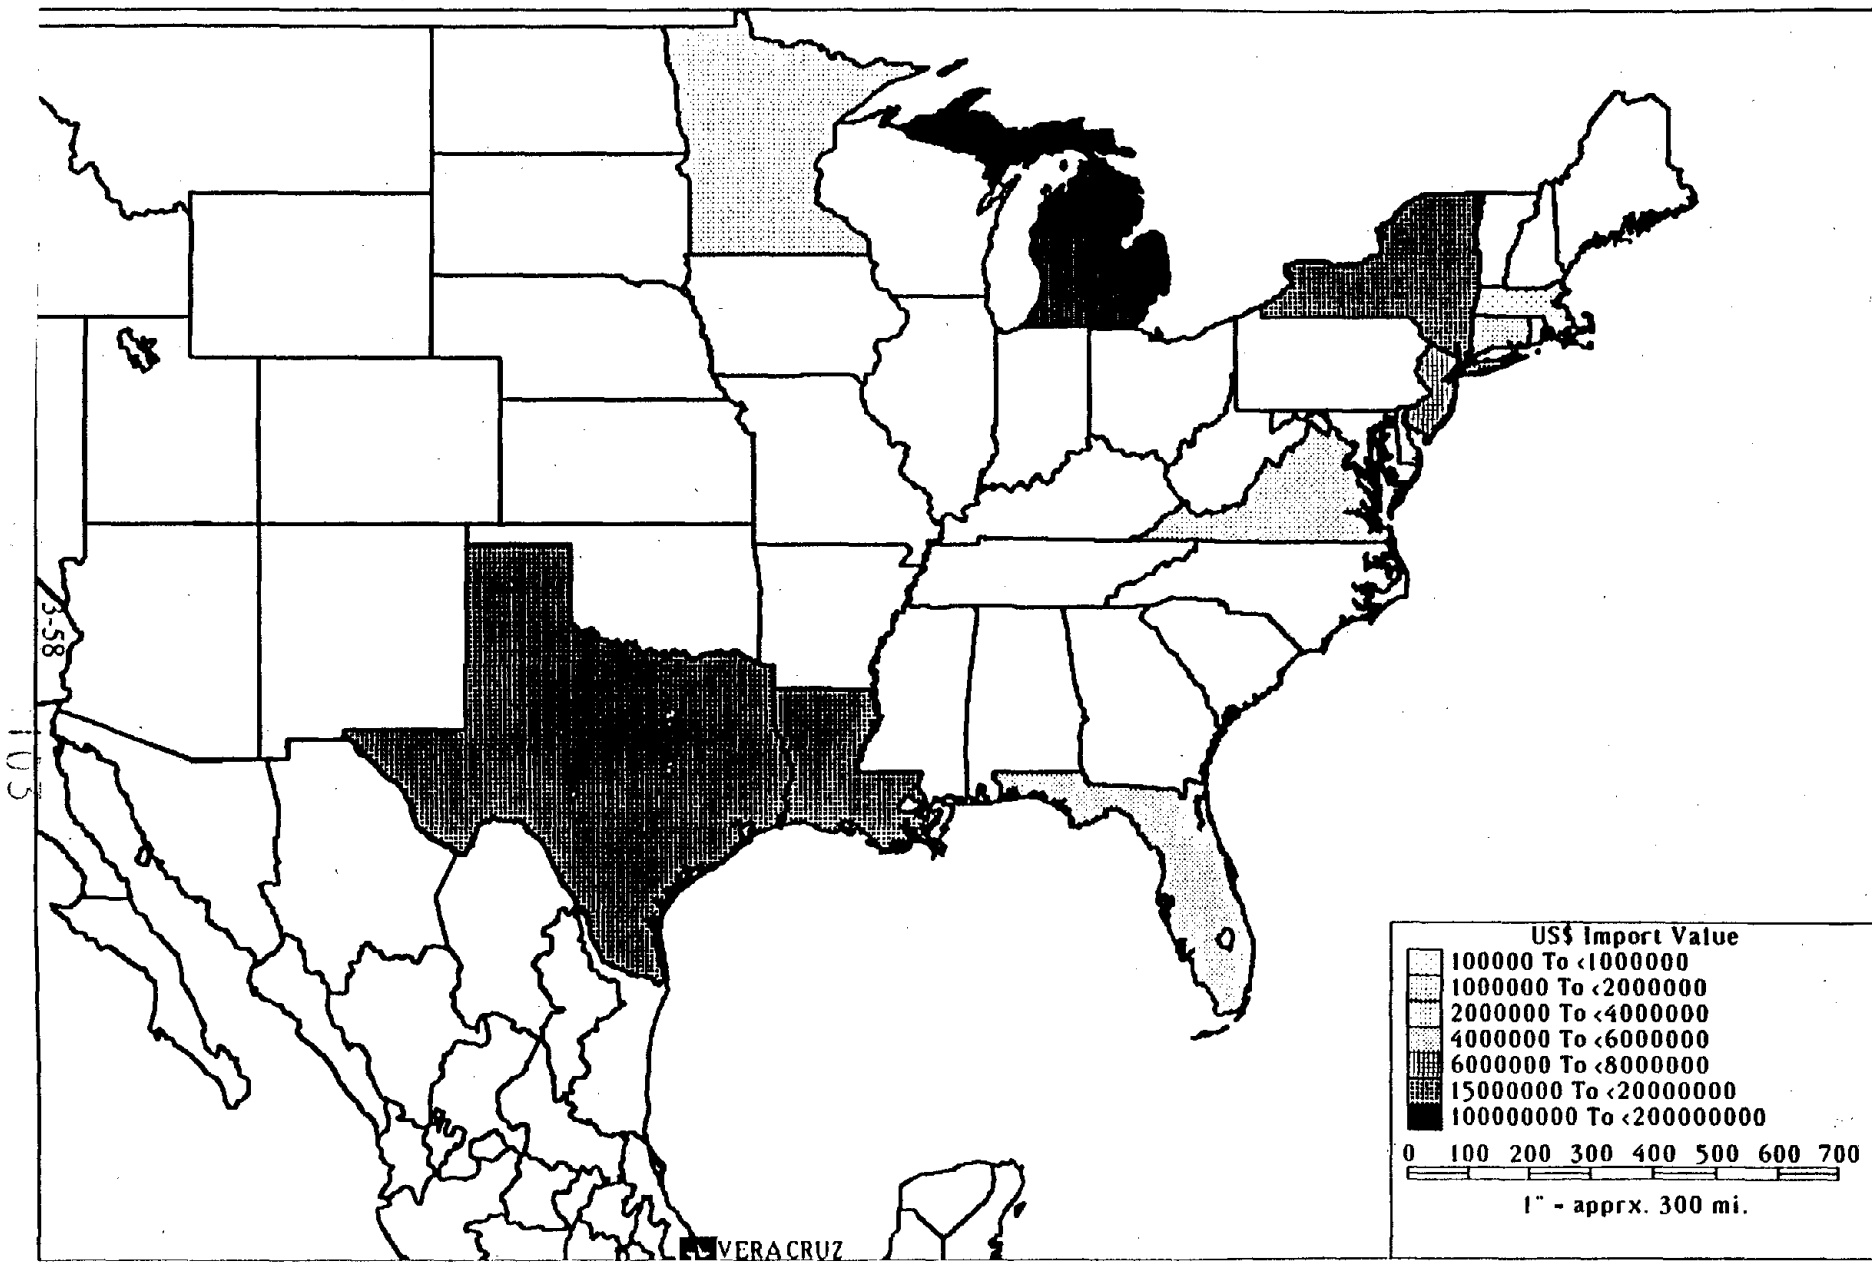 3-58
105
US$ Import Value
100000 To <1000000
1000000 To <2000000
2000000 To <4000000
4000000 To <6000000
6000000 To <8000000
15000000 To <20000000
100000000 To <200000000
0 100 200 300 400 500 600 700
1" - apprx. 300 mi.
VERACRUZ